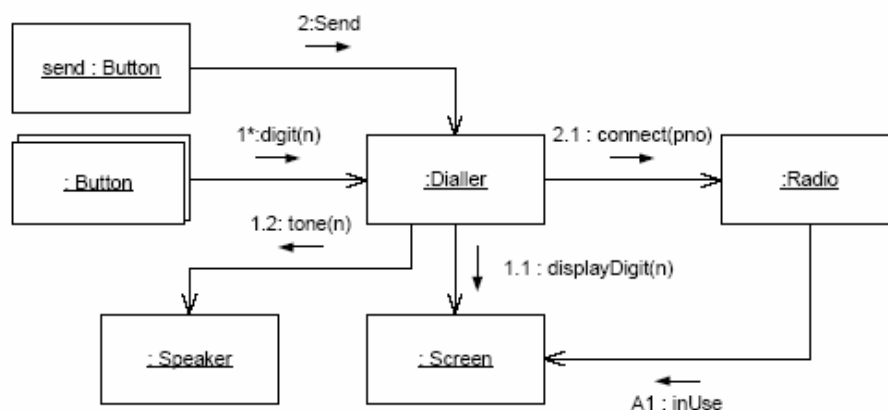 2:Send
send : Button
1*:digit(n)
2.1 : connect(pno)
: Button
:Dialler
:Radio
1.2: tone(n)
1.1 : displayDigit(n)
: Speaker
: Screen
A1 : inUse